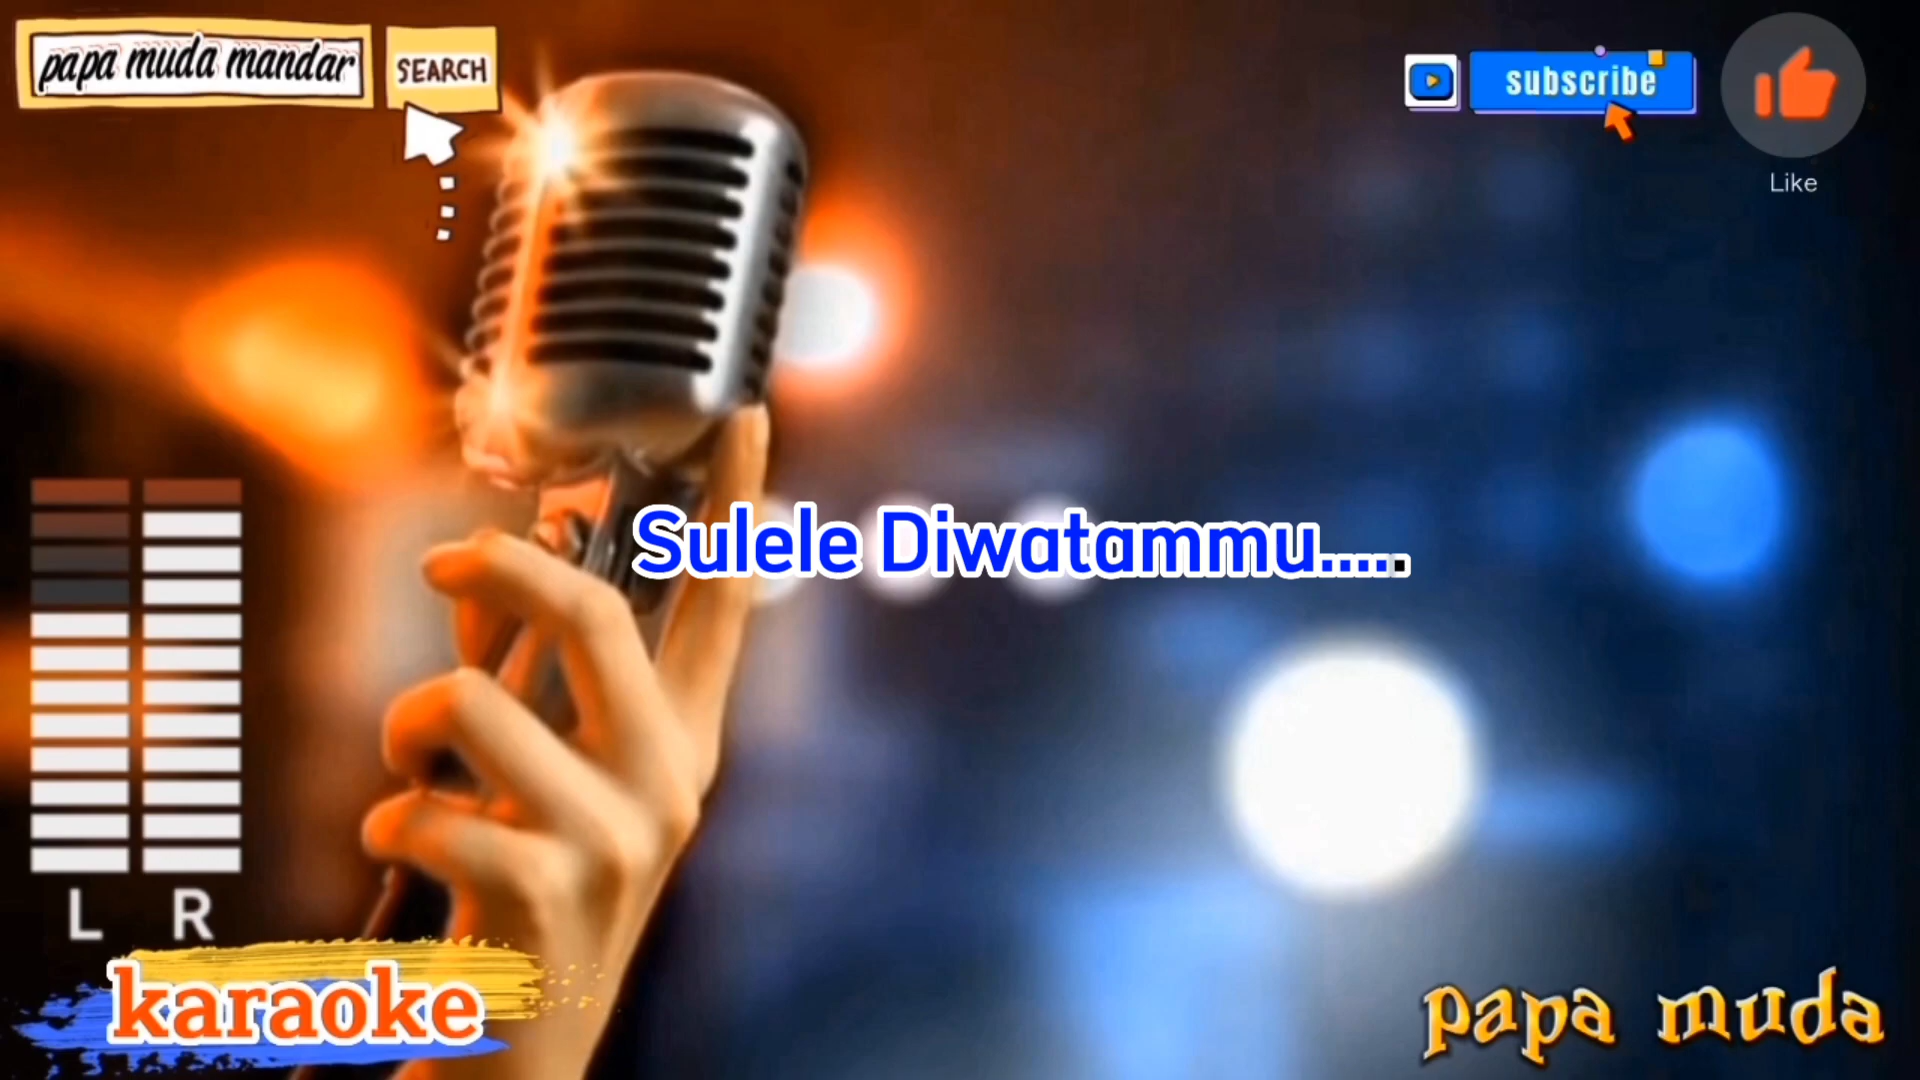 papa muda mandar
SEARCH
subscribe
Like
Sulele Diwatammu.....
L R
karaoke
papa muda